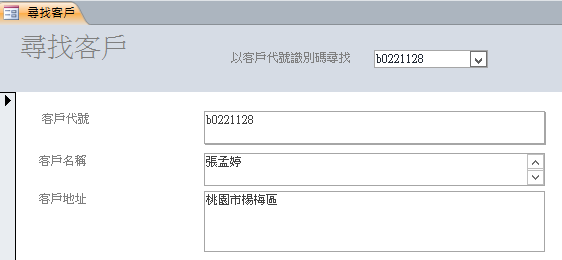 尋找客戶
尋找客戶
以客戶代號識別碼尋找 b0221128
客戶代號 b0221128
客戶名稱 張孟婷
客戶地址 桃園市楊梅區